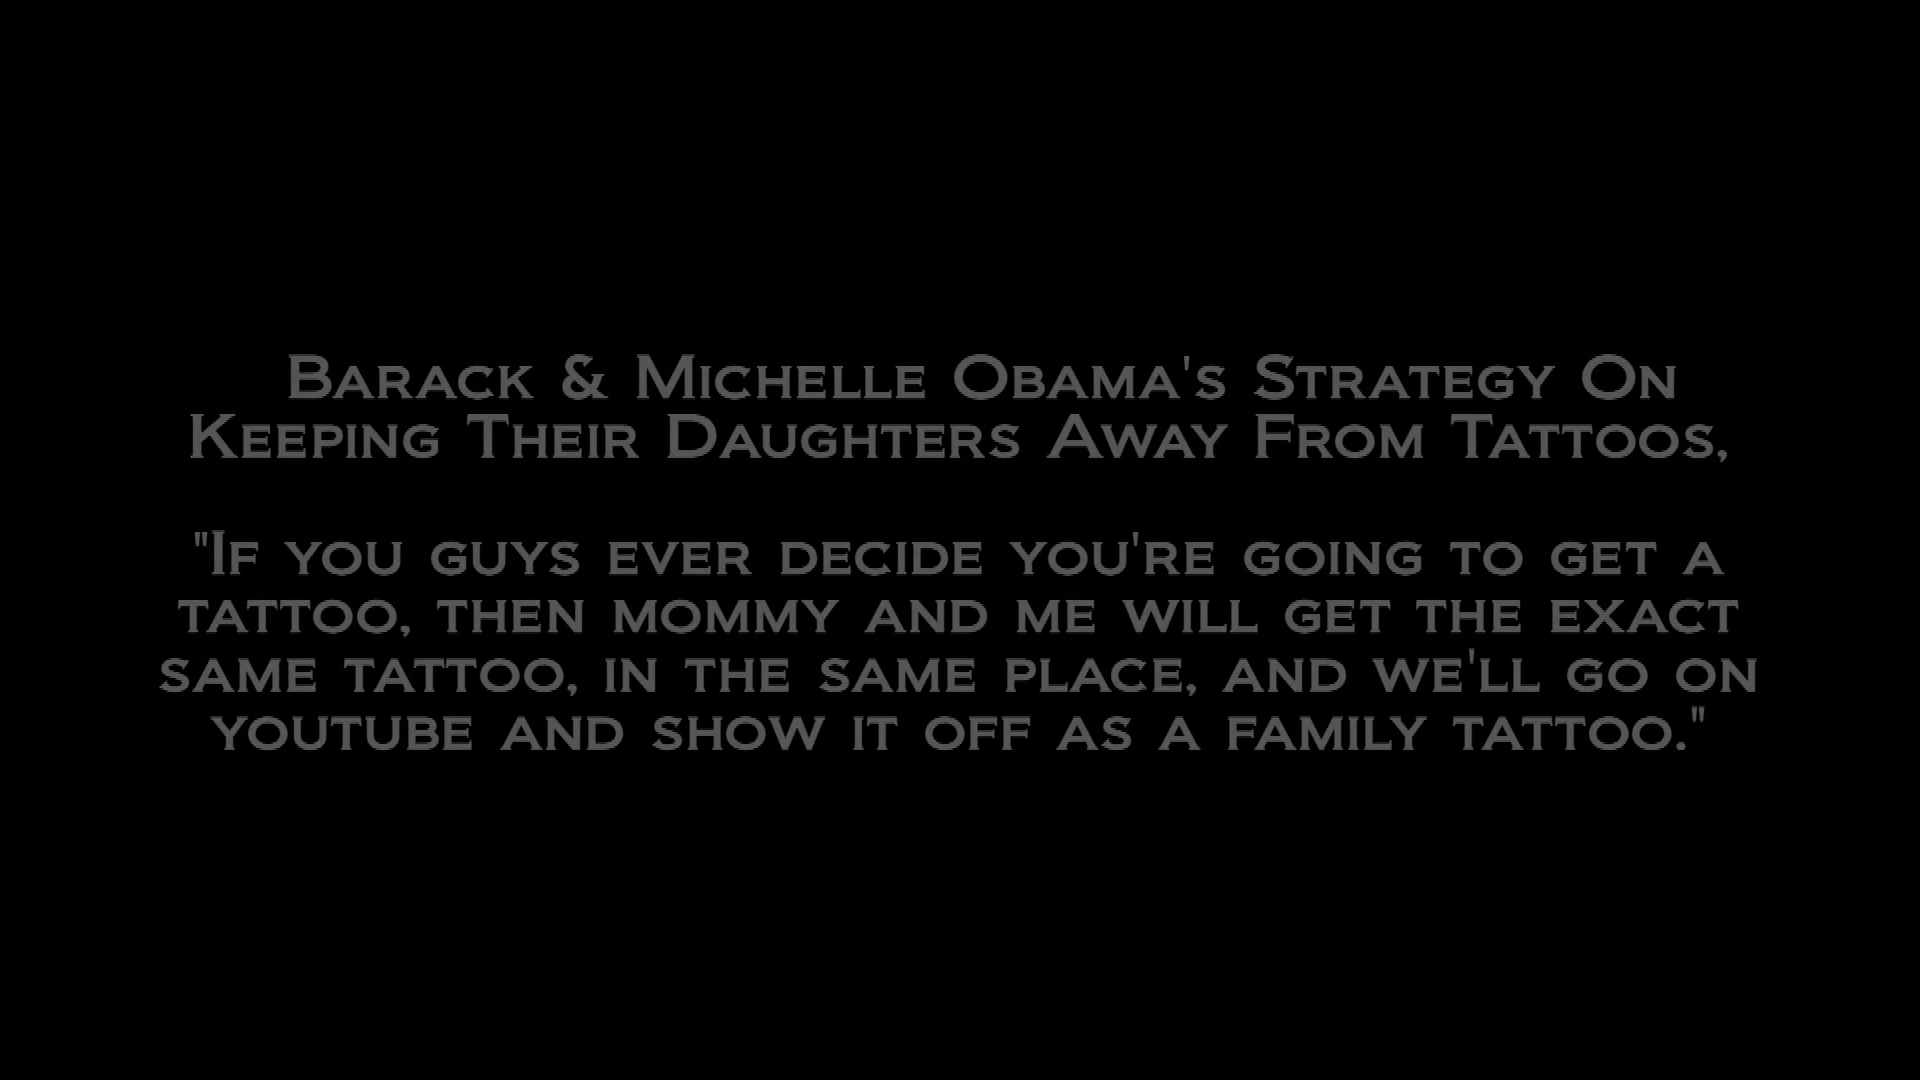 Barack & Michelle Obama's Strategy On
Keeping Their Daughters Away From Tattoos,
"If you guys ever decide you're going to get a
tattoo, then mommy and me will get the exact
same tattoo, in the same place, and we'll go on
youtube and show it off as a family tattoo."